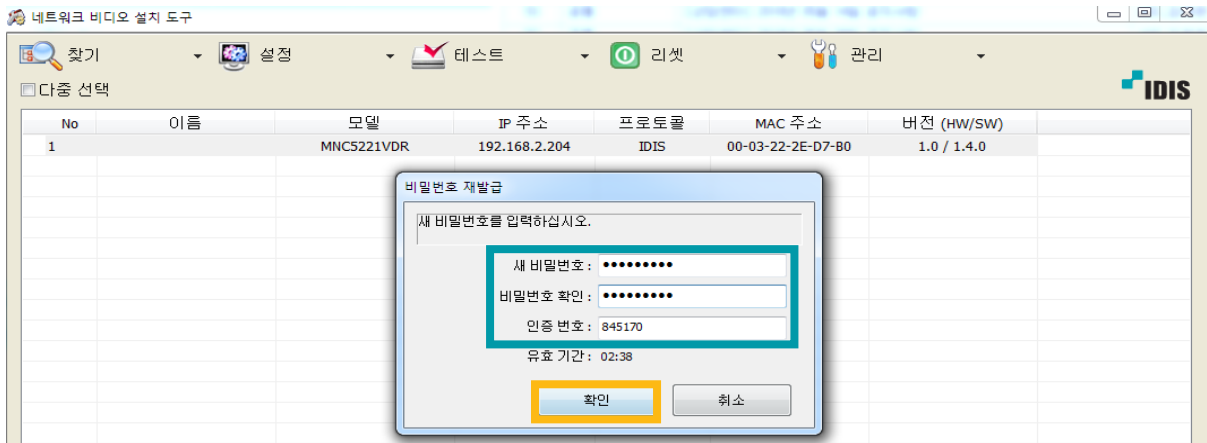 네트워크 비디오 설치 도구
찾기 설정 테스트 리셋 관리
다중 선택
IDIS
No 이름 모델 IP 주소 프로토콜 MAC 주소 버전 (HW/SW)
1 MNC5221VDR 192.168.2.204 IDIS 00-03-22-2E-D7-B0 1.0 / 1.4.0
비밀번호 재발급
새 비밀번호를 입력하십시오.
새 비밀번호 : •••••••••
비밀번호 확인 : •••••••••
인증 번호 : 845170
유효 기간 : 02:38
확인 취소